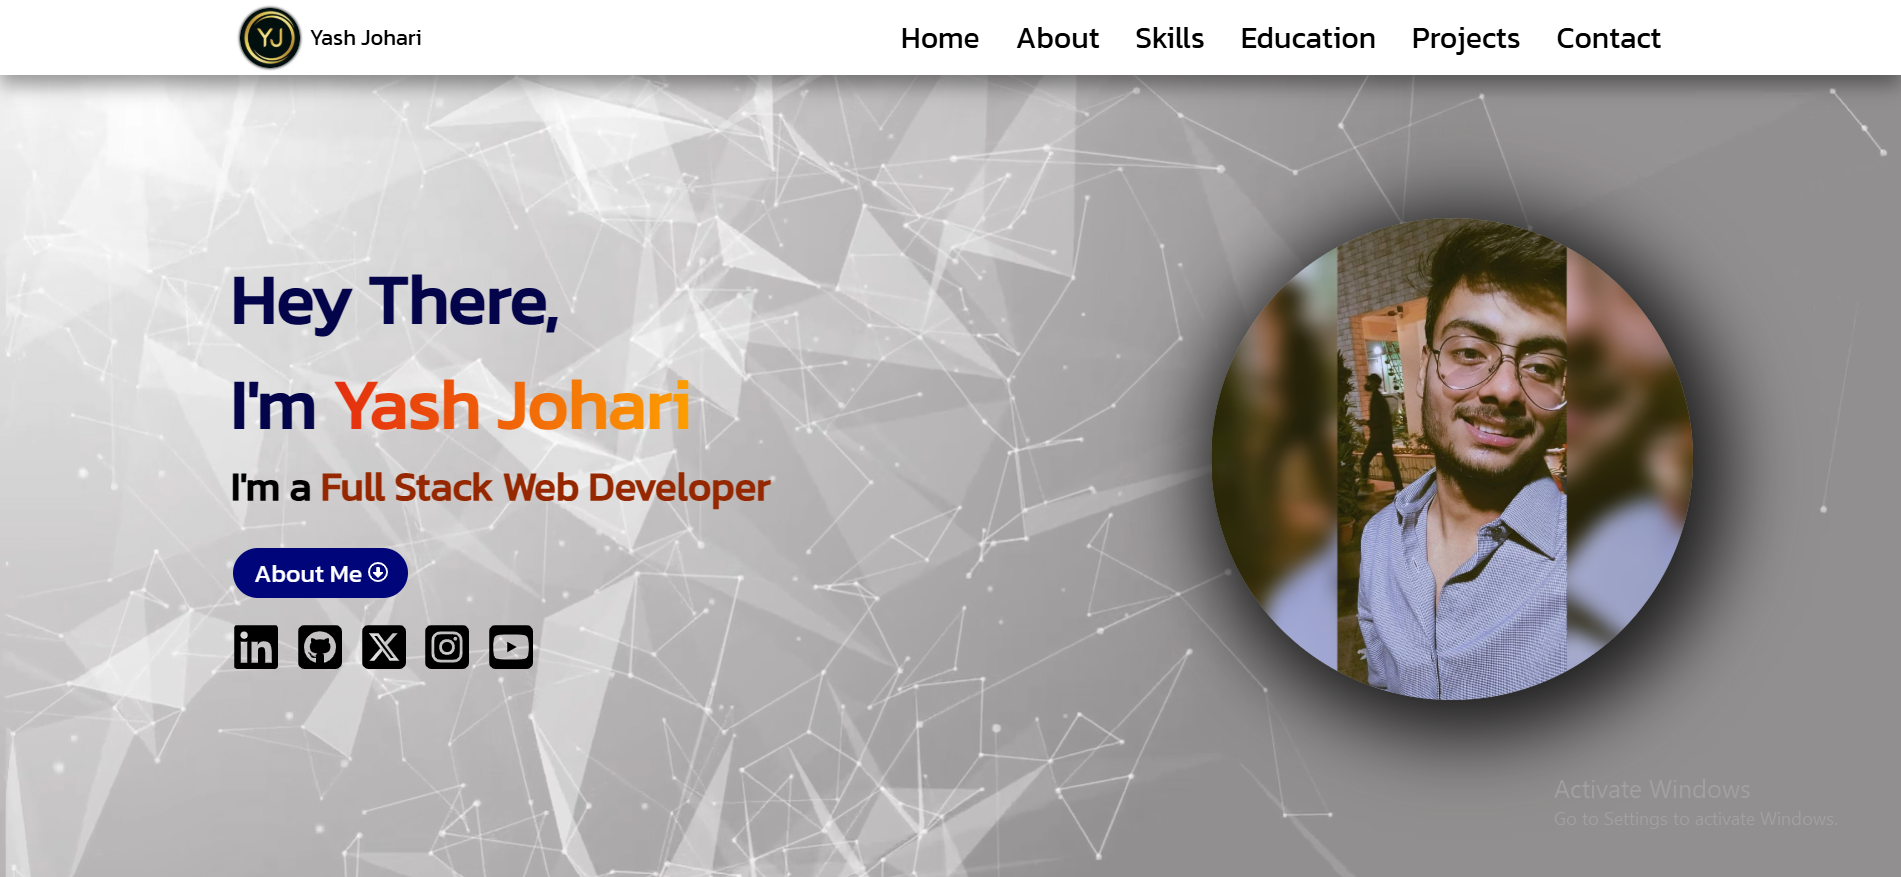 YJ Yash Johari Home About Skills Education Projects Contact
Hey There,
I'm Yash Johari
I'm a Full Stack Web Developer
About Me
in X
Activate Windows
Go to Settings to activate Windows.